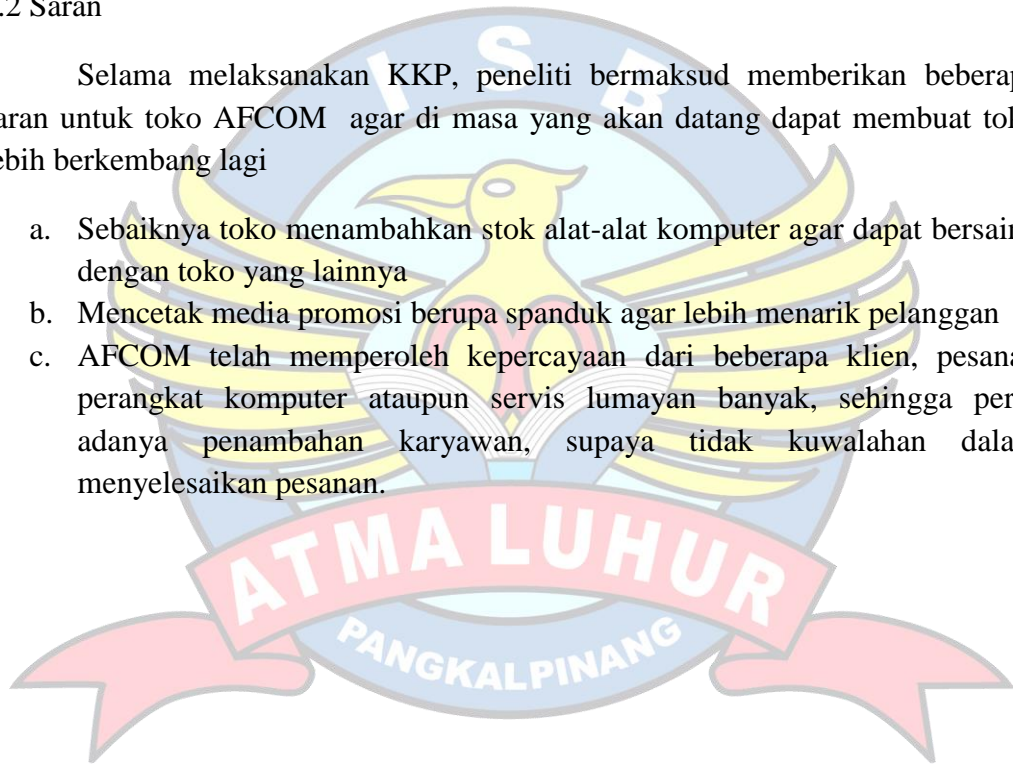 .2 Saran
Selama melaksanakan KKP, peneliti bermaksud memberikan beberap
aran untuk toko AFCOM agar di masa yang akan datang dapat membuat tok
ebih berkembang lagi
a. Sebaiknya toko menambahkan stok alat-alat komputer agar dapat bersain
dengan toko yang lainnya
b. Mencetak media promosi berupa spanduk agar lebih menarik pelanggan
c. AFCOM telah memperoleh kepercayaan dari beberapa klien, pesana
perangkat komputer ataupun servis lumayan banyak, sehingga per
adanya penambahan karyawan, supaya tidak kuwalahan dala
menyelesaikan pesanan.
I S B
ATMA LUHUR
PANGKALPINANG